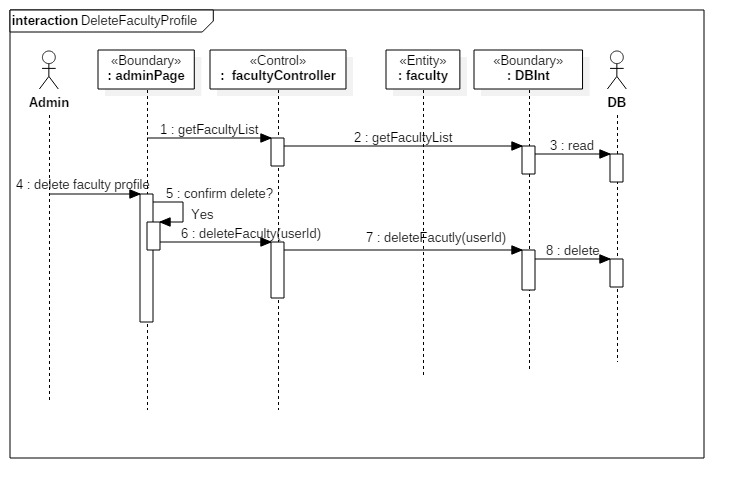 interaction DeleteFacultyProfile
«Boundary»
: adminPage
«Control»
: facultyController
«Entity»
: faculty
«Boundary»
: DBInt
Admin
DB
1 : getFacultyList
2 : getFacultyList
3 : read
4 : delete faculty profile
5 : confirm delete?
Yes
6 : deleteFaculty(userId)
7 : deleteFacutly(userId)
8 : delete